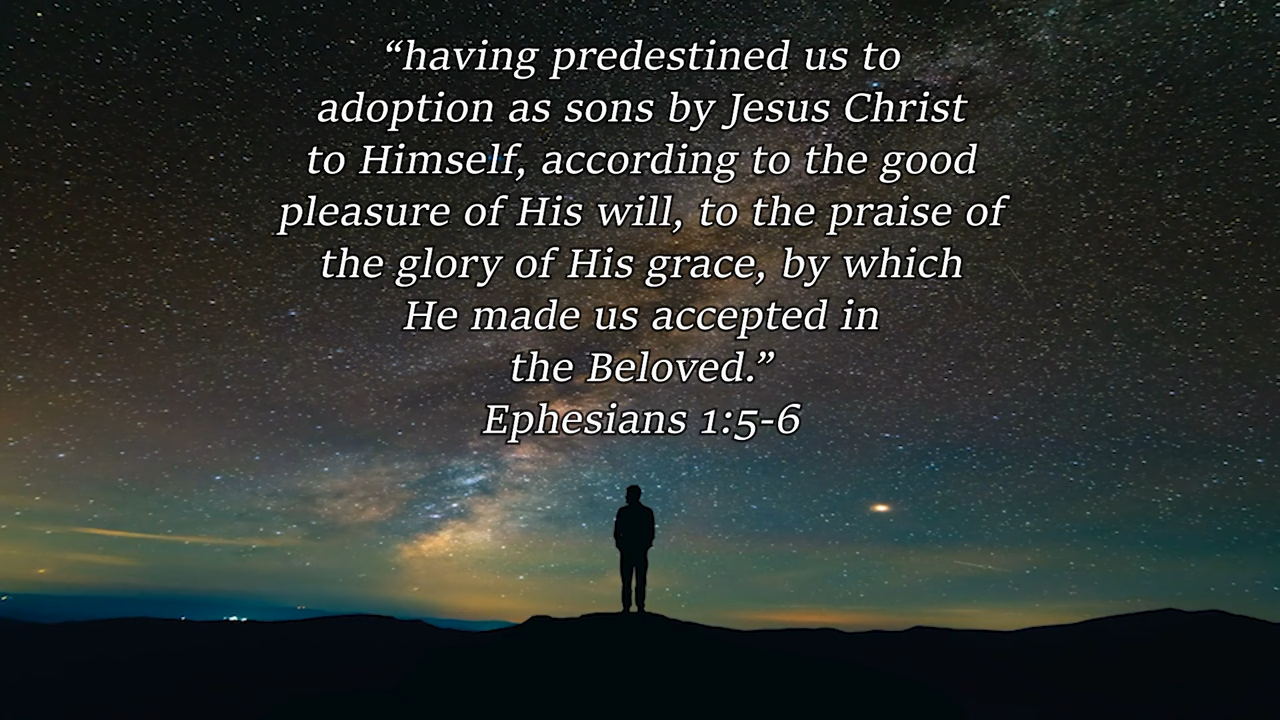 “having predestined us to
adoption as sons by Jesus Christ
to Himself, according to the good
pleasure of His will, to the praise of
the glory of His grace, by which
He made us accepted in
the Beloved.”
Ephesians 1:5-6